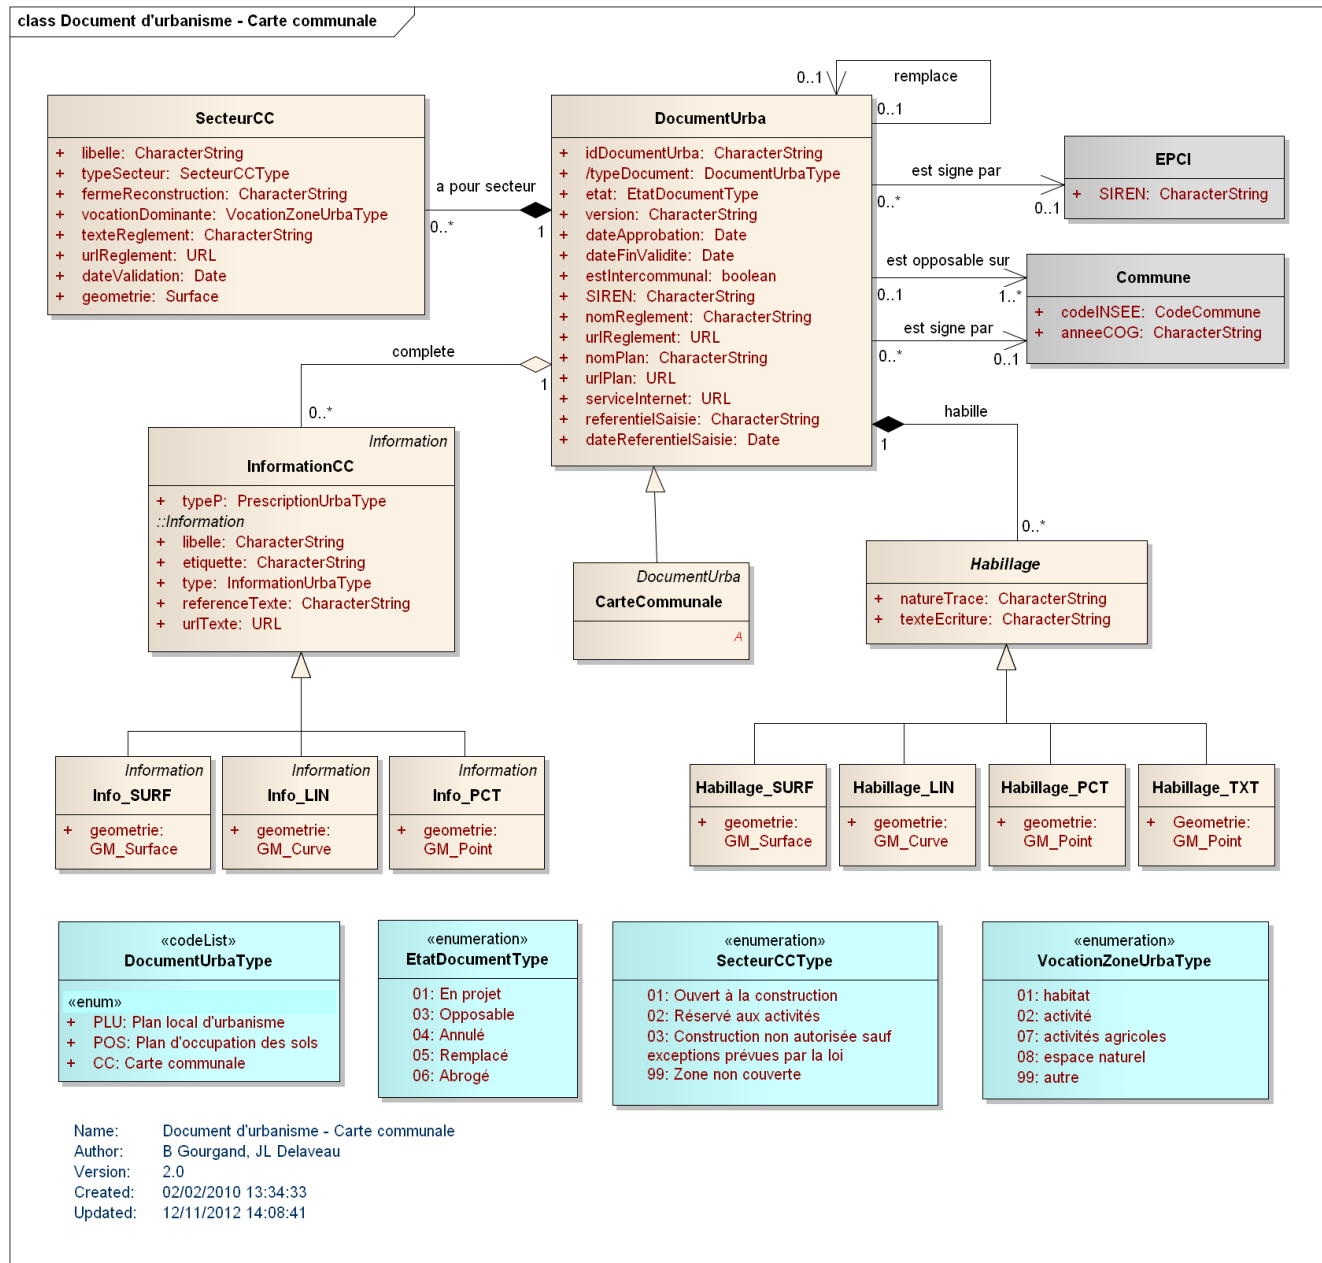 class Document d'urbanisme - Carte communale
SecteurCC
+ libelle: CharacterString
+ typeSecteur: SecteurCCType
+ fermeReconstruction: CharacterString
+ vocationDominante: VocationZoneUrbaType
+ texteReglement: CharacterString
+ urlReglement: URL
+ dateValidation: Date
+ geometrie: Surface
a pour secteur
0..*
1
DocumentUrba
+ idDocumentUrba: CharacterString
+ /typeDocument: DocumentUrbaType
+ etat: EtatDocumentType
+ version: CharacterString
+ dateApprobation: Date
+ dateFinValidite: Date
+ estIntercommunal: boolean
+ SIREN: CharacterString
+ nomReglement: CharacterString
+ urlReglement: URL
+ nomPlan: CharacterString
+ urlPlan: URL
+ serviceInternet: URL
+ referentielSaisie: CharacterString
+ dateReferentielSaisie: Date
0..1
remplace
0..1
est signe par
0..*
0..1
EPCI
+ SIREN: CharacterString
est opposable sur
0..1
1..*
Commune
+ codeINSEE: CodeCommune
+ anneeCOG: CharacterString
est signe par
0..*
0..1
complete
1
0..*
habille
1
0..*
Information
InformationCC
+ typeP: PrescriptionUrbaType
::Information
+ libelle: CharacterString
+ etiquette: CharacterString
+ type: InformationUrbaType
+ referenceTexte: CharacterString
+ urlTexte: URL
DocumentUrba
CarteCommunale
A
Habillage
+ natureTrace: CharacterString
+ texteEcriture: CharacterString
Information
Info_SURF
+ geometrie:
GM_Surface
Information
Info_LIN
+ geometrie:
GM_Curve
Information
Info_PCT
+ geometrie:
GM_Point
Habillage_SURF
+ geometrie:
GM_Surface
Habillage_LIN
+ geometrie:
GM_Curve
Habillage_PCT
+ geometrie:
GM_Point
Habillage_TXT
+ Geometrie:
GM_Point
«codeList»
DocumentUrbaType
«enum»
+ PLU: Plan local d'urbanisme
+ POS: Plan d'occupation des sols
+ CC: Carte communale
«enumeration»
EtatDocumentType
01: En projet
03: Opposable
04: Annulé
05: Remplacé
06: Abrogé
«enumeration»
SecteurCCType
01: Ouvert à la construction
02: Réservé aux activités
03: Construction non autorisée sauf
exceptions prévues par la loi
99: Zone non couverte
«enumeration»
VocationZoneUrbaType
01: habitat
02: activité
07: activités agricoles
08: espace naturel
99: autre
Name: Document d'urbanisme - Carte communale
Author: B Gourgand, JL Delaveau
Version: 2.0
Created: 02/02/2010 13:34:33
Updated: 12/11/2012 14:08:41